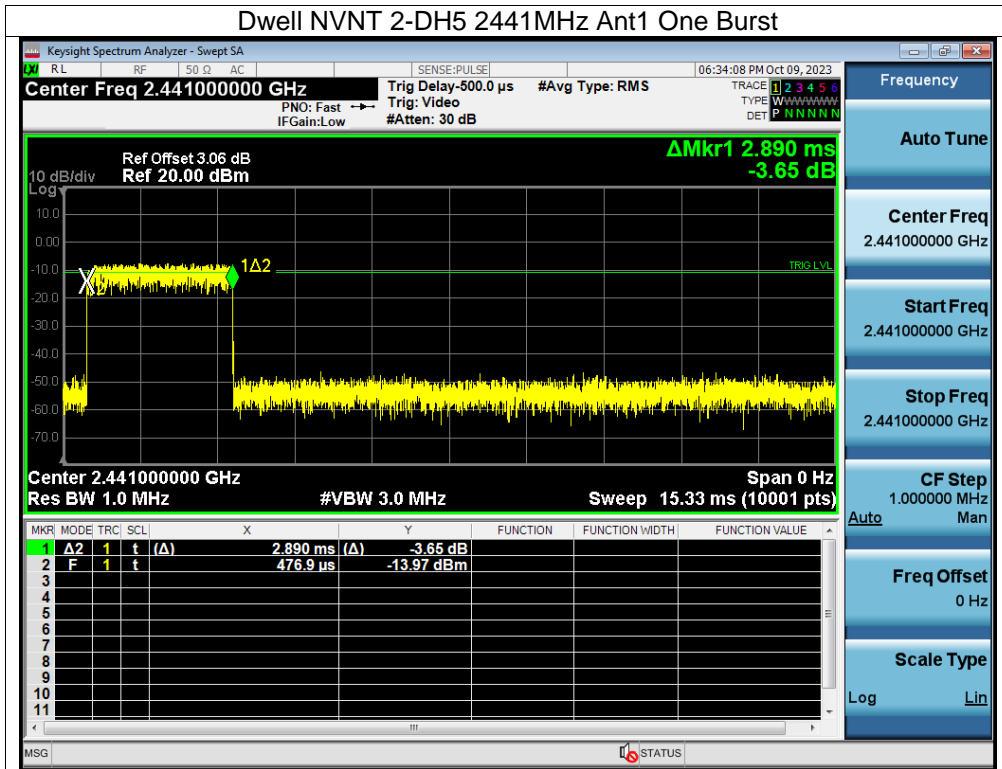 Dwell NVNT 2-DH5 2441MHz Ant1 One Burst
Keysight Spectrum Analyzer - Swept SA
LXI RL RF 50 Ω AC SENSE:PULSE 06:34:08 PM Oct 09, 2023
Center Freq 2.441000000 GHz Trig Delay-500.0 µs #Avg Type: RMS TRACE 1 2 3 4 5 6
PNO: Fast Trig: Video TYPE WWWWWW
IFGain:Low #Atten: 30 dB DET P N N N N N
Ref Offset 3.06 dB ΔMkr1 2.890 ms
10 dB/div Ref 20.00 dBm -3.65 dB
Log
10.0
0.00
-10.0
-20.0
-30.0
-40.0
-50.0
-60.0
-70.0
1Δ2
TRIG LVL
2
Center 2.441000000 GHz Span 0 Hz
Res BW 1.0 MHz #VBW 3.0 MHz Sweep 15.33 ms (10001 pts)
MKR MODE TRC SCL X Y FUNCTION FUNCTION WIDTH FUNCTION VALUE
1 Δ2 1 t (Δ) 2.890 ms (Δ) -3.65 dB
2 F 1 t 476.9 µs -13.97 dBm
3
4
5
6
7
8
9
10
11
MSG STATUS
Frequency
Auto Tune
Center Freq
2.441000000 GHz
Start Freq
2.441000000 GHz
Stop Freq
2.441000000 GHz
CF Step
1.000000 MHz
Auto Man
Freq Offset
0 Hz
Scale Type
Log Lin